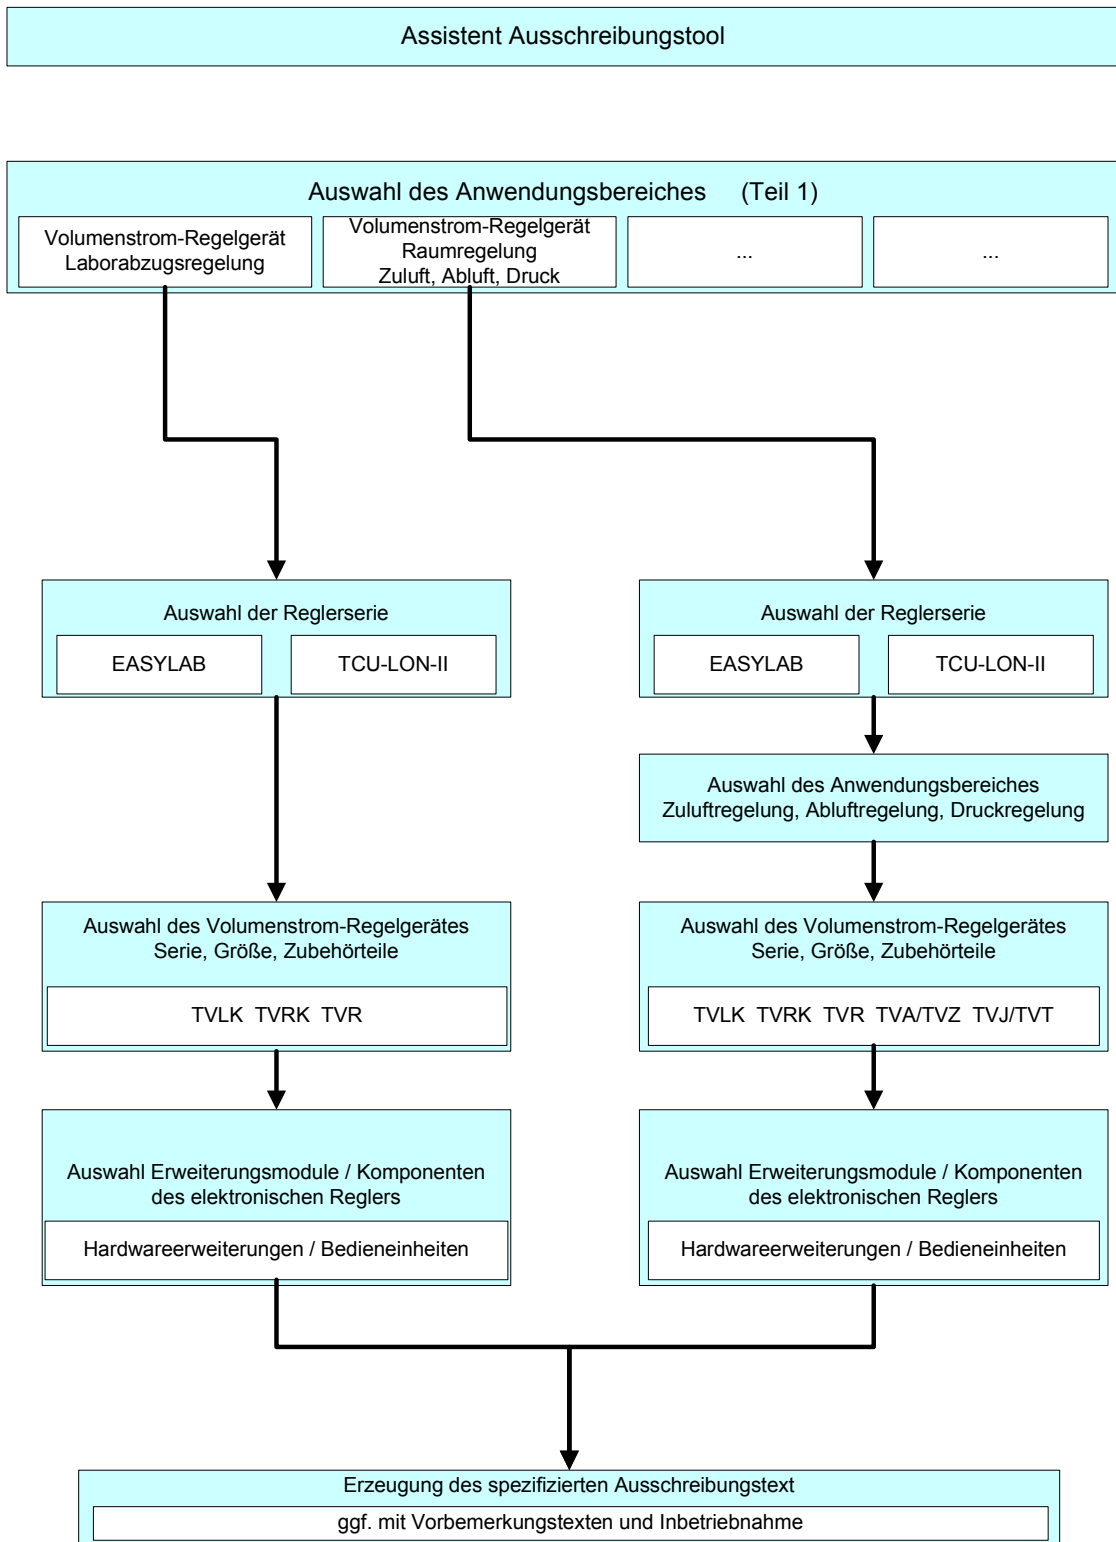 Assistent Ausschreibungstool
Auswahl des Anwendungsbereiches (Teil 1)
Volumenstrom-Regelgerät
Laborabzugsregelung
Volumenstrom-Regelgerät
Raumregelung
Zuluft, Abluft, Druck
...
...
Auswahl der Reglerserie
EASYLAB
TCU-LON-II
Auswahl der Reglerserie
EASYLAB
TCU-LON-II
Auswahl des Anwendungsbereiches
Zuluftregelung, Abluftregelung, Druckregelung
Auswahl des Volumenstrom-Regelgerätes
Serie, Größe, Zubehörteile
TVLK TVRK TVR
Auswahl des Volumenstrom-Regelgerätes
Serie, Größe, Zubehörteile
TVLK TVRK TVR TVA/TVZ TVJ/TVT
Auswahl Erweiterungsmodule / Komponenten
des elektronischen Reglers
Hardwareerweiterungen / Bedieneinheiten
Auswahl Erweiterungsmodule / Komponenten
des elektronischen Reglers
Hardwareerweiterungen / Bedieneinheiten
Erzeugung des spezifizierten Ausschreibungstext
ggf. mit Vorbemerkungstexten und Inbetriebnahme